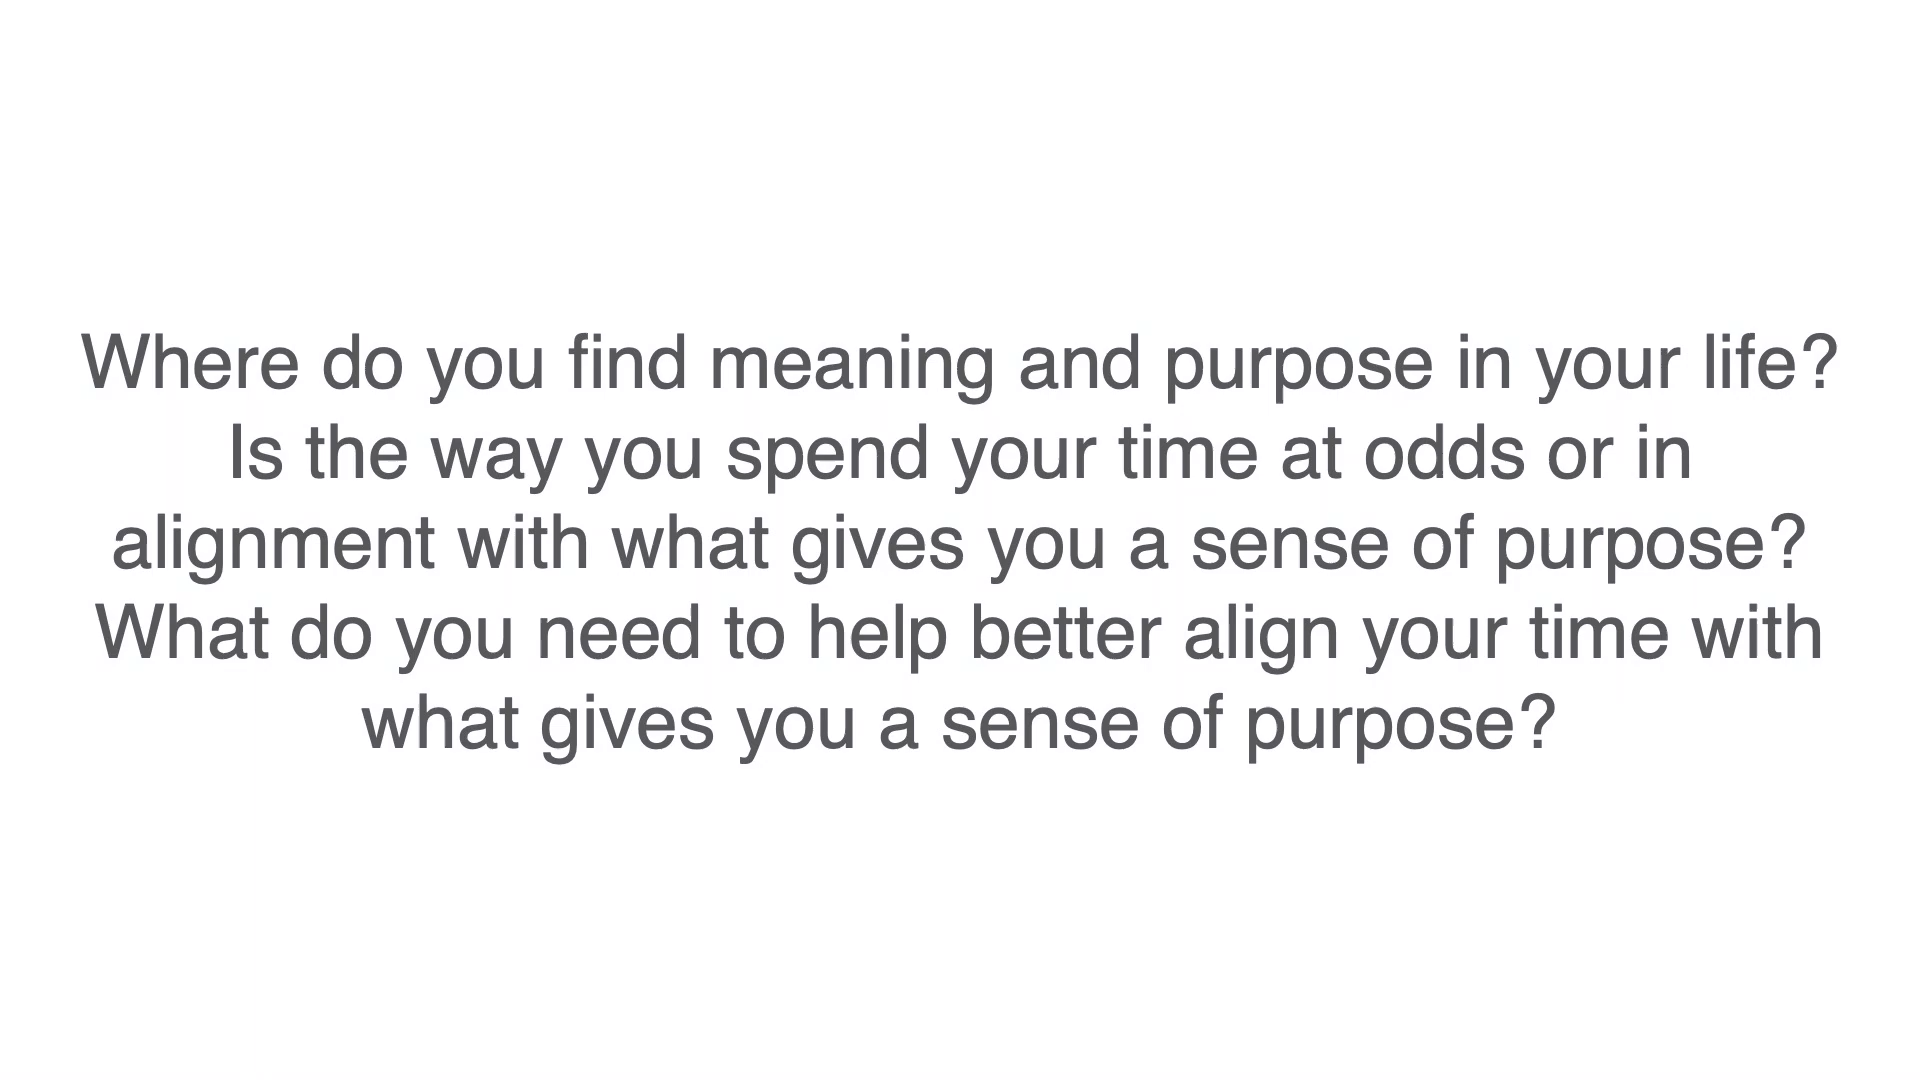 Where do you find meaning and purpose in your life?
Is the way you spend your time at odds or in
alignment with what gives you a sense of purpose?
What do you need to help better align your time with
what gives you a sense of purpose?